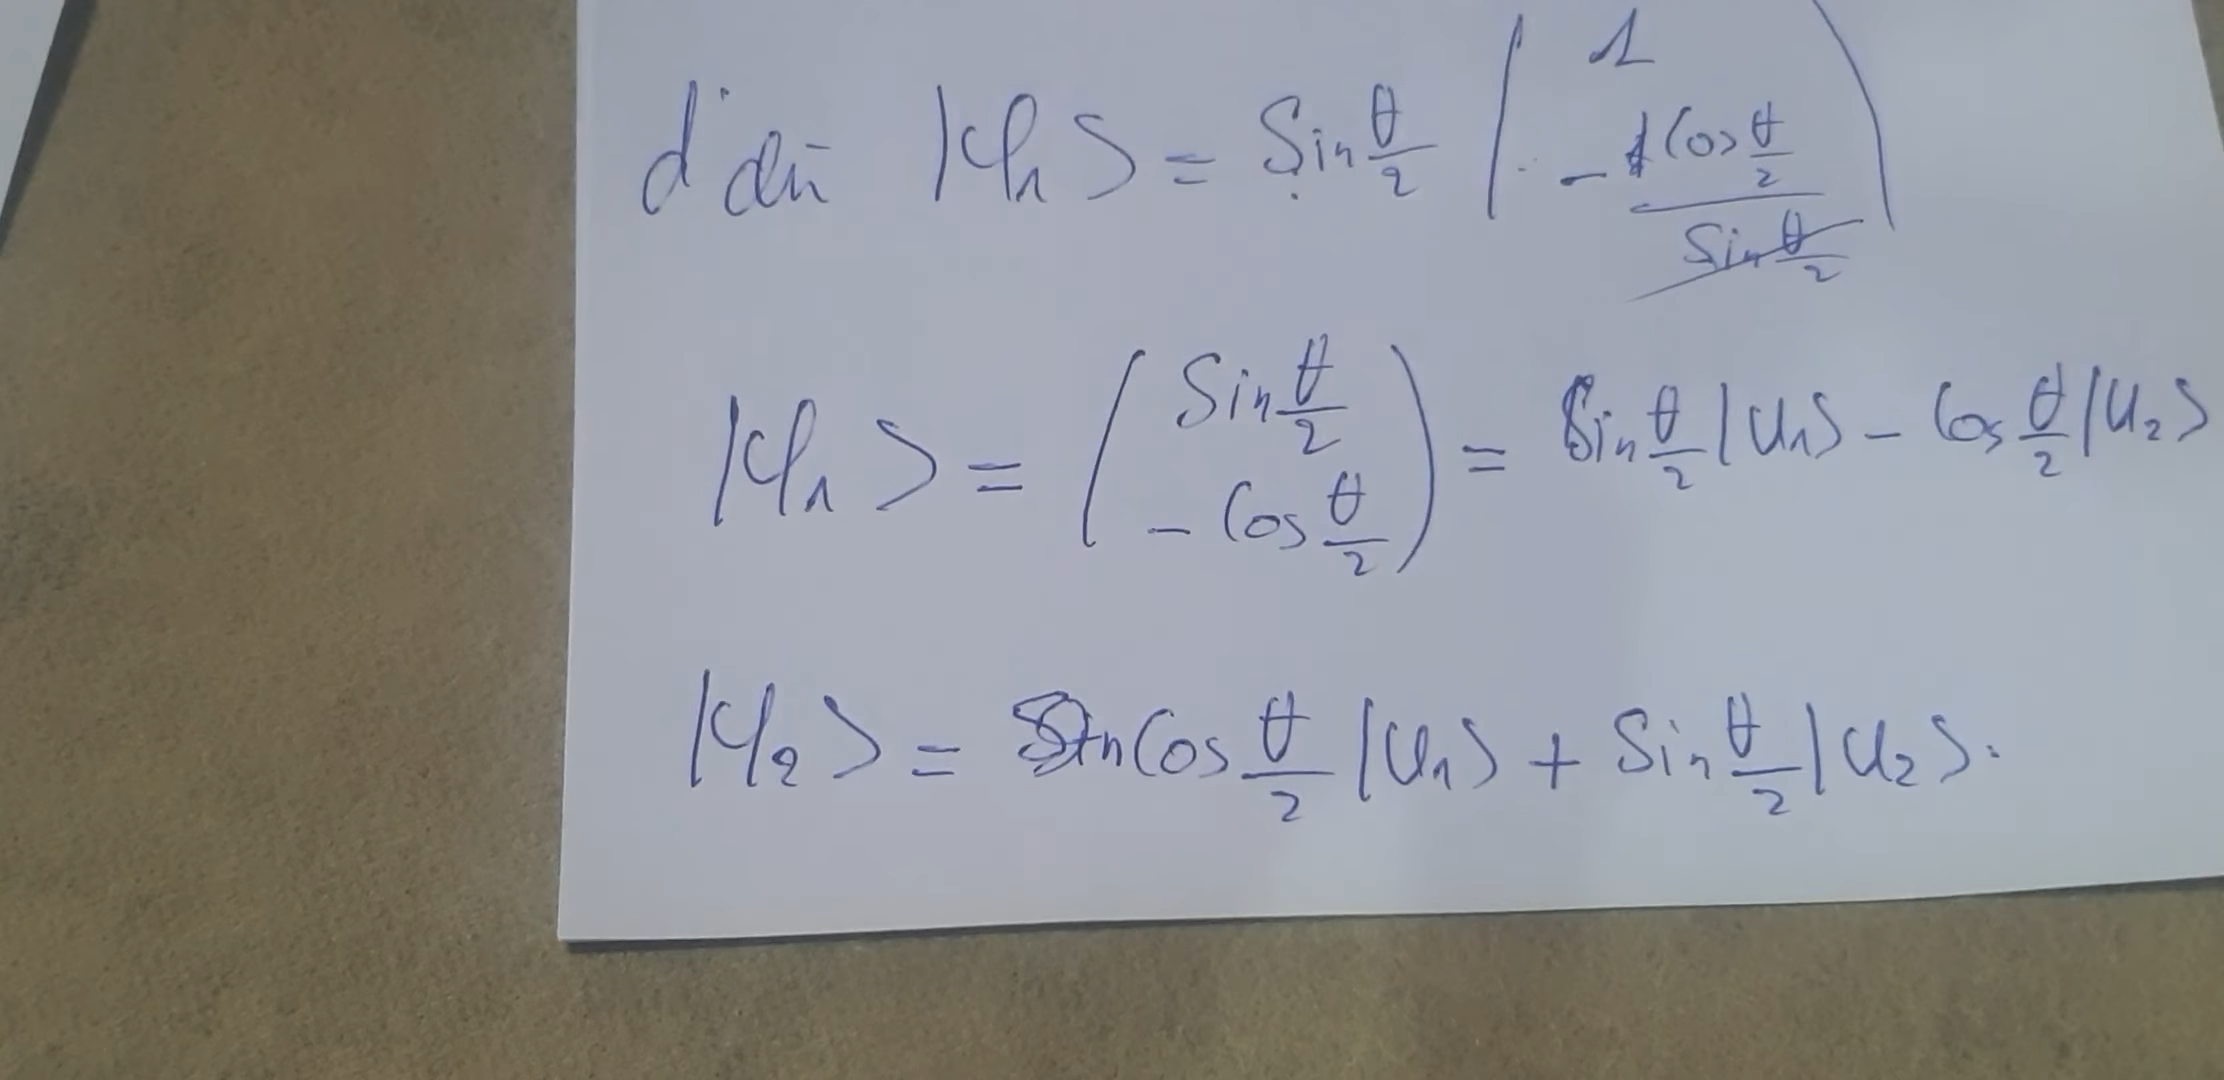 d'où |φ₁> = Sin θ/2 ( 1 / - Cos θ/2 / Sin θ/2 )
|φ₁> = ( Sin θ/2 / - Cos θ/2 ) = Sin θ/2 |U₁> - Cos θ/2 |U₂>
|φ₂> = Cos θ/2 |U₁> + Sin θ/2 |U₂>.